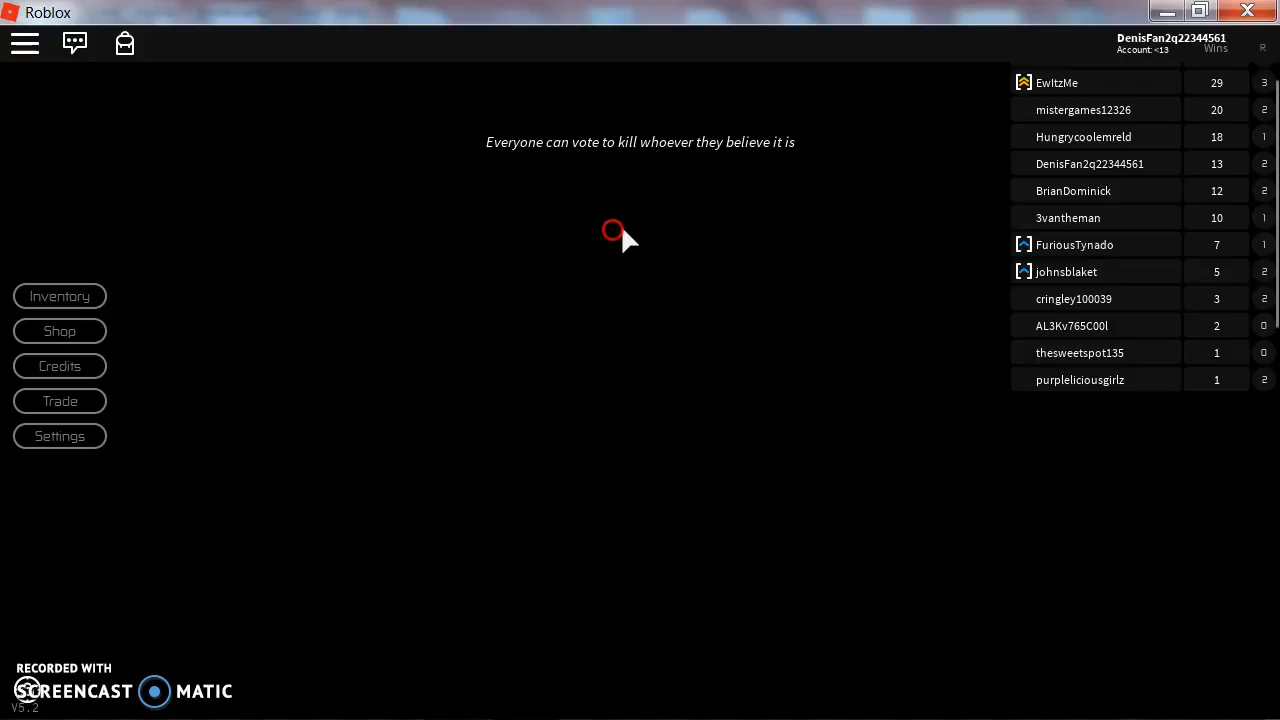 Roblox
DenisFan2q22344561
Account: <13
Wins
R
EwItzMe 29 3
mistergames12326 20 2
Hungrycoolemreld 18 1
DenisFan2q22344561 13 2
BrianDominick 12 2
3vantheman 10 1
FuriousTynado 7 1
johnsblaket 5 2
cringley100039 3 2
AL3Kv765C00l 2 0
thesweetspot135 1 0
purpleliciousgirlz 1 2
Everyone can vote to kill whoever they believe it is
Inventory
Shop
Credits
Trade
Settings
RECORDED WITH
SCREENCAST MATIC
V5.2